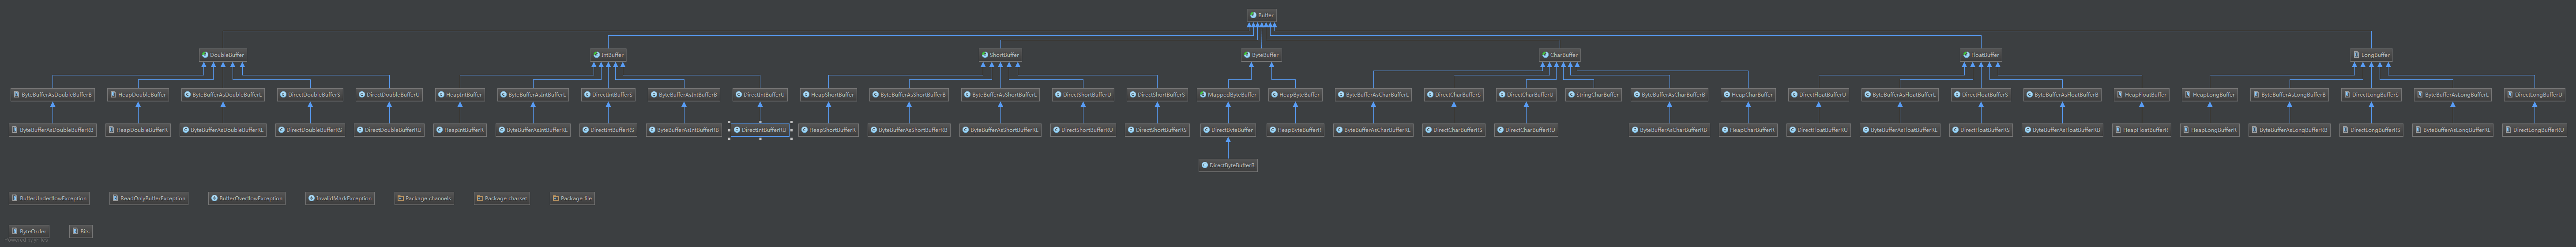 Buffer
DoubleBuffer
IntBuffer
ShortBuffer
ByteBuffer
CharBuffer
FloatBuffer
LongBuffer
ByteBufferAsDoubleBufferB
HeapDoubleBuffer
ByteBufferAsDoubleBufferL
DirectDoubleBufferS
DirectDoubleBufferU
HeapIntBuffer
ByteBufferAsIntBufferL
DirectIntBufferS
ByteBufferAsIntBufferB
DirectIntBufferU
HeapShortBuffer
ByteBufferAsShortBufferB
ByteBufferAsShortBufferL
DirectShortBufferU
DirectShortBufferS
MappedByteBuffer
HeapByteBuffer
ByteBufferAsCharBufferL
DirectCharBufferS
DirectCharBufferU
StringCharBuffer
ByteBufferAsCharBufferB
HeapCharBuffer
DirectFloatBufferU
ByteBufferAsFloatBufferL
DirectFloatBufferS
ByteBufferAsFloatBufferB
HeapFloatBuffer
HeapLongBuffer
ByteBufferAsLongBufferB
DirectLongBufferS
ByteBufferAsLongBufferL
DirectLongBufferU
ByteBufferAsDoubleBufferRB
HeapDoubleBufferR
ByteBufferAsDoubleBufferRL
DirectDoubleBufferRS
DirectDoubleBufferRU
HeapIntBufferR
ByteBufferAsIntBufferRL
DirectIntBufferRS
ByteBufferAsIntBufferRB
DirectIntBufferRU
HeapShortBufferR
ByteBufferAsShortBufferRB
ByteBufferAsShortBufferRL
DirectShortBufferRU
DirectShortBufferRS
DirectByteBuffer
HeapByteBufferR
ByteBufferAsCharBufferRL
DirectCharBufferRS
DirectCharBufferRU
ByteBufferAsCharBufferRB
HeapCharBufferR
DirectFloatBufferRU
ByteBufferAsFloatBufferRL
DirectFloatBufferRS
ByteBufferAsFloatBufferRB
HeapFloatBufferR
HeapLongBufferR
ByteBufferAsLongBufferRB
DirectLongBufferRS
ByteBufferAsLongBufferRL
DirectLongBufferRU
DirectByteBufferR
BufferUnderflowException
ReadOnlyBufferException
BufferOverflowException
InvalidMarkException
Package channels
Package charset
Package file
ByteOrder
Bits